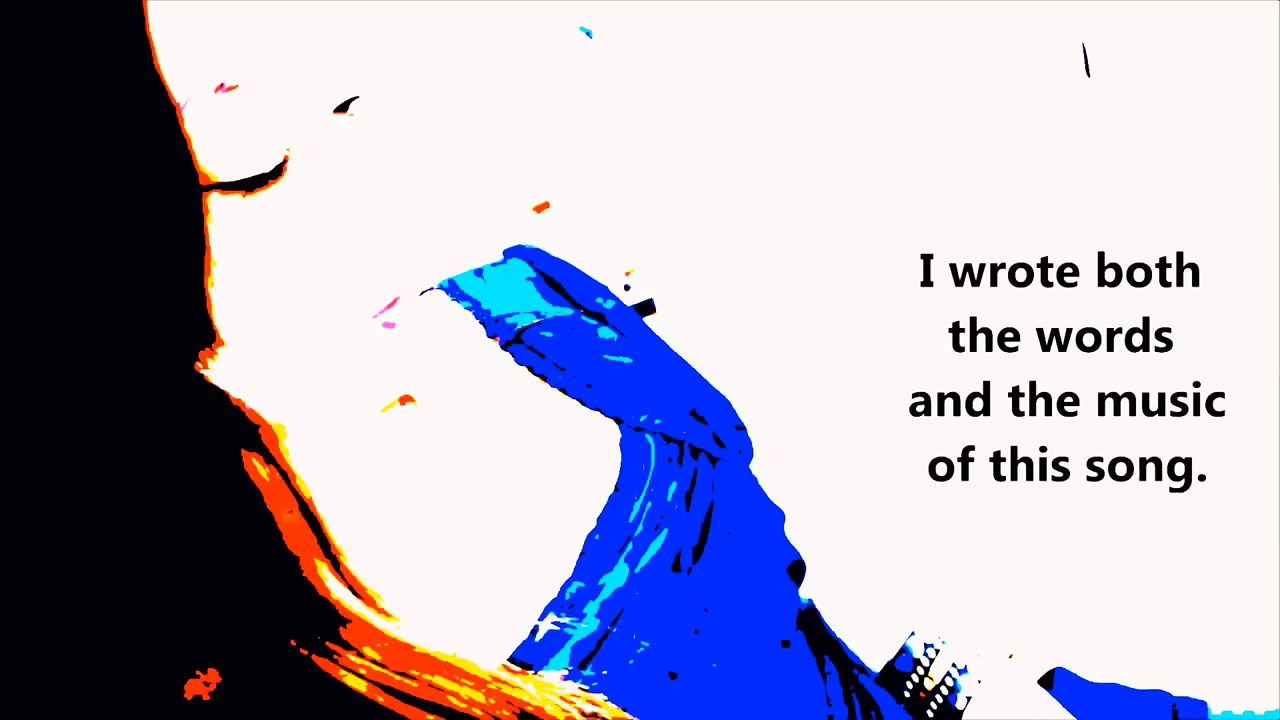 I wrote both
the words
and the music
of this song.